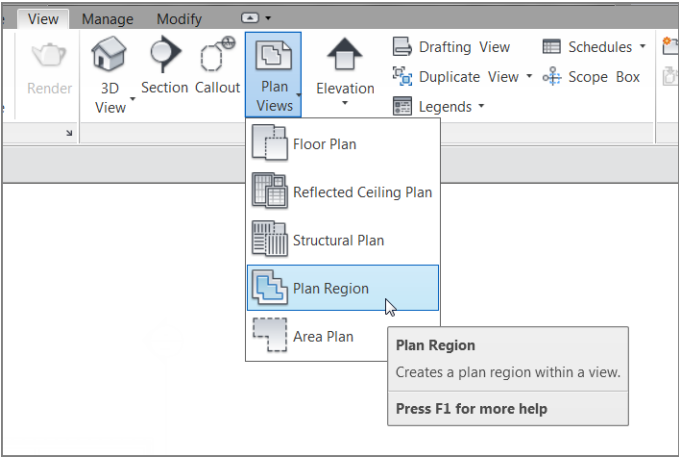 View Manage Modify
Render 3D View Section Callout Plan Views Elevation
Drafting View Schedules
Duplicate View Scope Box
Legends
Floor Plan
Reflected Ceiling Plan
Structural Plan
Plan Region
Area Plan
Plan Region
Creates a plan region within a view.
Press F1 for more help